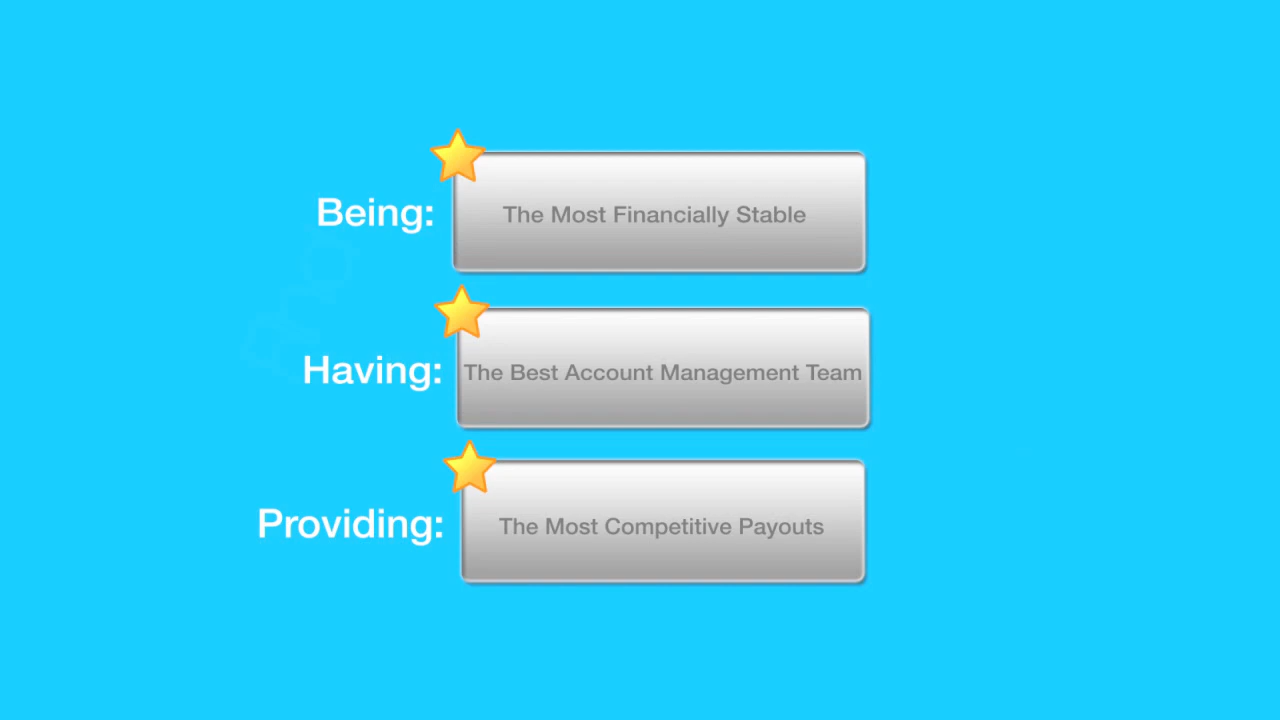 Being: The Most Financially Stable
Having: The Best Account Management Team
Providing: The Most Competitive Payouts